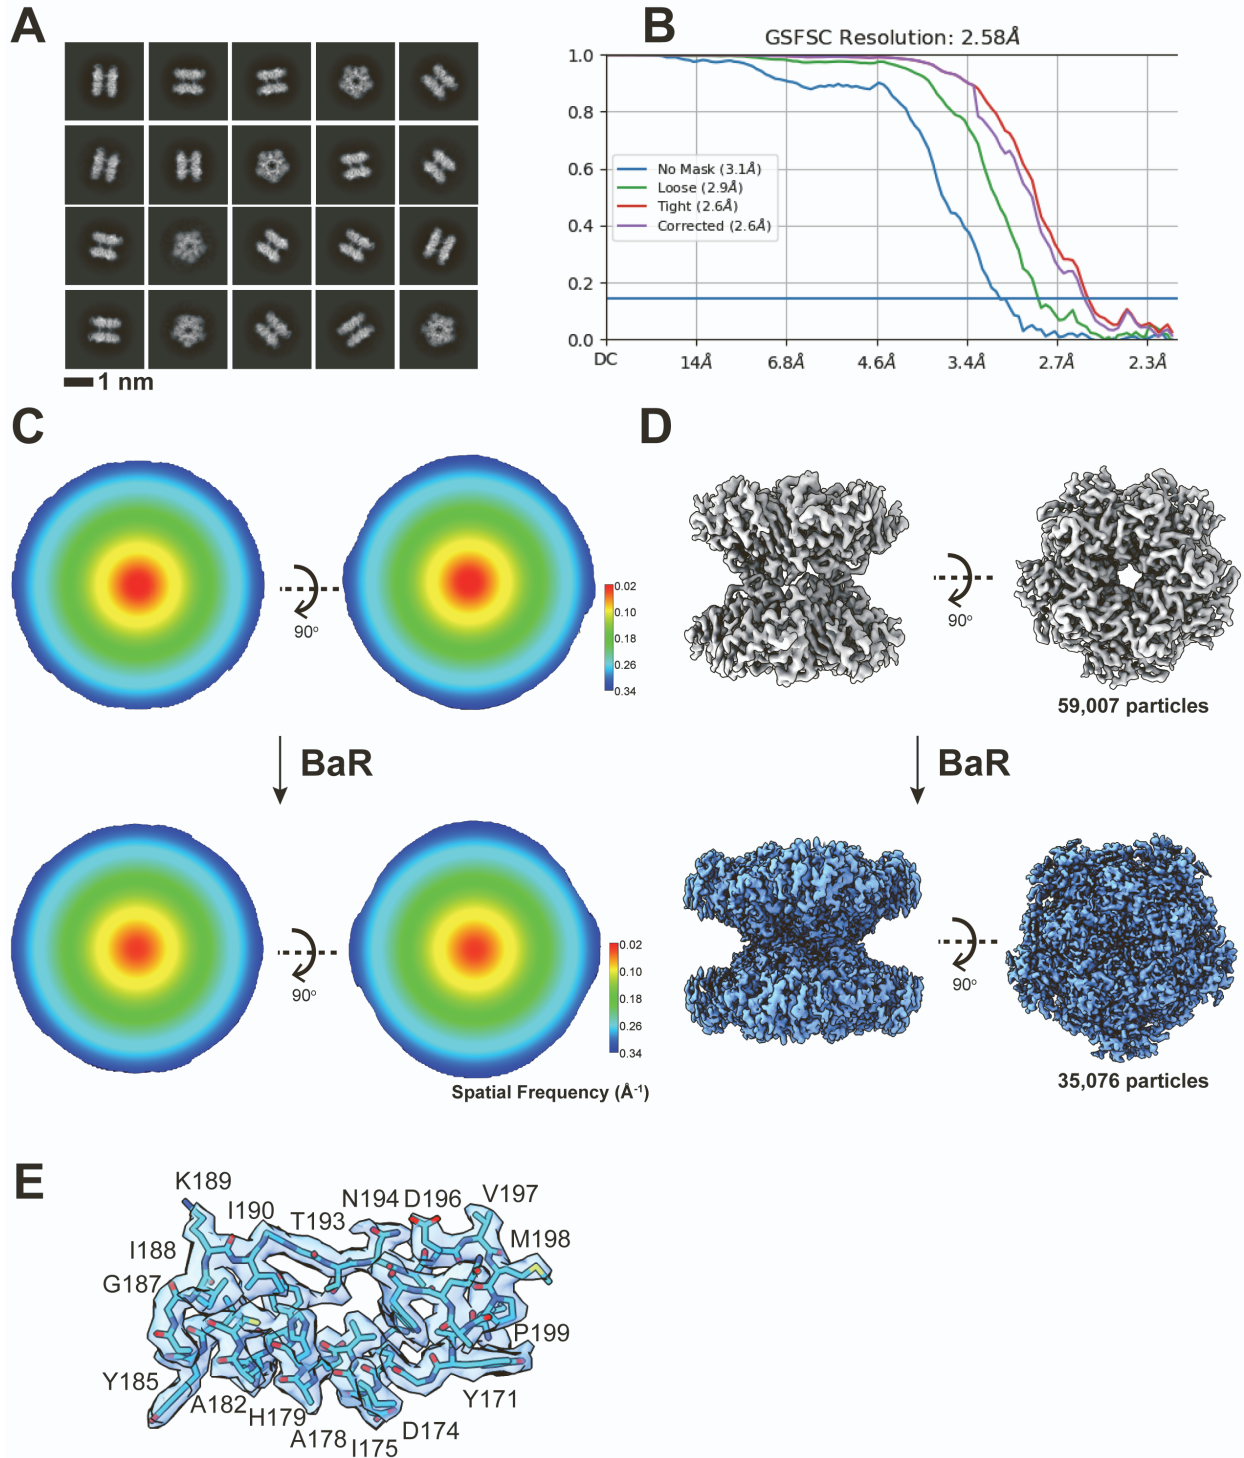 A
1 nm
B
GSFSC Resolution: 2.58Å
1.0
0.8
0.6
0.4
0.2
0.0
No Mask (3.1Å)
Loose (2.9Å)
Tight (2.6Å)
Corrected (2.6Å)
DC
14Å
6.8Å
4.6Å
3.4Å
2.7Å
2.3Å
C
90°
0.02
0.10
0.18
0.26
0.34
BaR
90°
0.02
0.10
0.18
0.26
0.34
Spatial Frequency (Å⁻¹)
D
90°
59,007 particles
BaR
90°
35,076 particles
E
K189
I190
T193
N194
D196
V197
I188
M198
G187
P199
Y185
A182
H179
A178
I175
D174
Y171